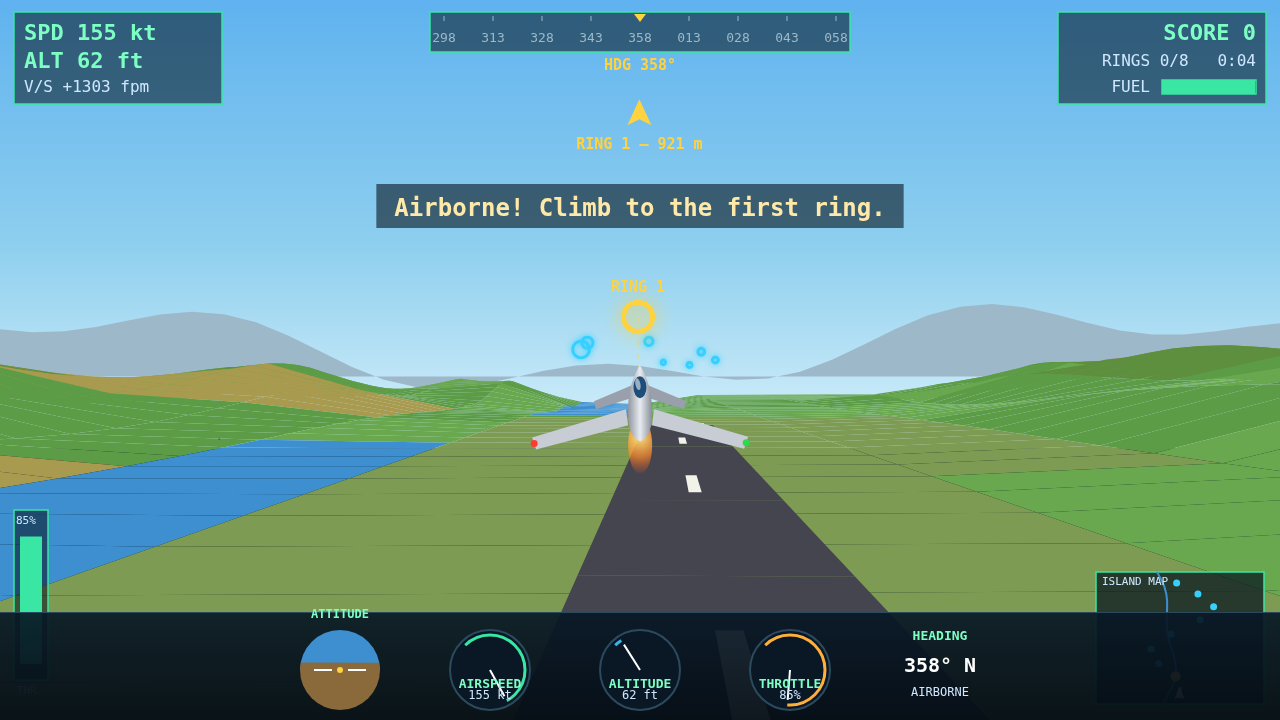 SPD 155 kt
ALT 62 ft
V/S +1303 fpm
298 313 328 343 358 013 028 043 058
HDG 358°
SCORE 0
RINGS 0/8 0:04
FUEL
RING 1 — 921 m
Airborne! Climb to the first ring.
RING 1
85%
THR
ISLAND MAP
ATTITUDE
AIRSPEED
155 kt
ALTITUDE
62 ft
THROTTLE
86%
HEADING
358° N
AIRBORNE